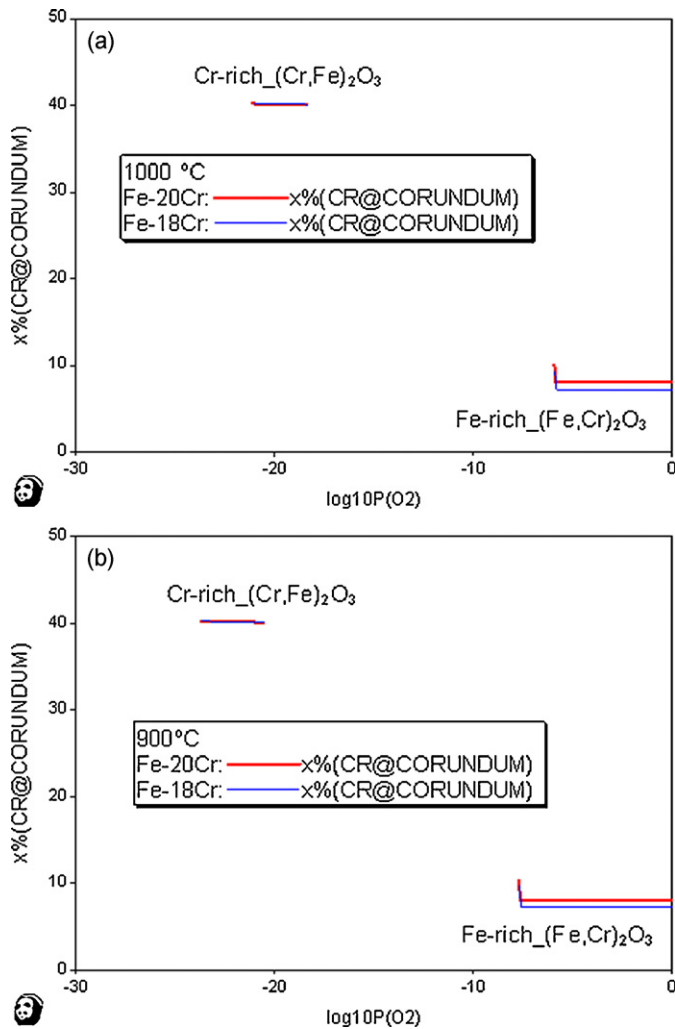 50
(a)
Cr-rich_(Cr,Fe)₂O₃
40
x%(CR@CORUNDUM)
1000 ºC
30
Fe-20Cr: x%(CR@CORUNDUM)
Fe-18Cr: x%(CR@CORUNDUM)
20
10
Fe-rich_(Fe,Cr)₂O₃
0
-30 -20 -10 0
log10P(O2)
50
(b)
Cr-rich_(Cr,Fe)₂O₃
40
x%(CR@CORUNDUM)
30
900°C
Fe-20Cr: x%(CR@CORUNDUM)
20
Fe-18Cr: x%(CR@CORUNDUM)
10
Fe-rich_(Fe,Cr)₂O₃
0
-30 -20 -10 0
log10P(O2)